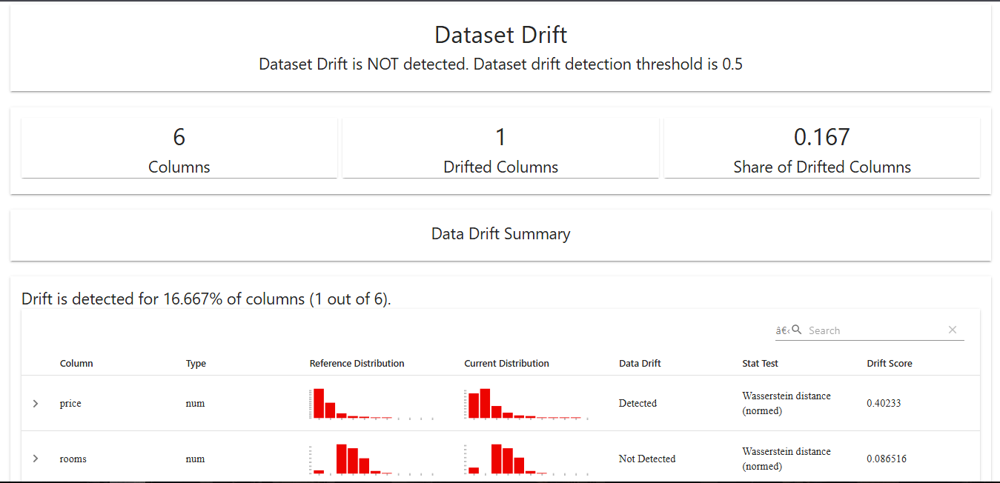 Dataset Drift
Dataset Drift is NOT detected. Dataset drift detection threshold is 0.5
6
Columns
1
Drifted Columns
0.167
Share of Drifted Columns
Data Drift Summary
Drift is detected for 16.667% of columns (1 out of 6).
â€‹ Search
Column Type Reference Distribution Current Distribution Data Drift Stat Test Drift Score
price num Detected Wasserstein distance (normed) 0.40233
rooms num Not Detected Wasserstein distance (normed) 0.086516